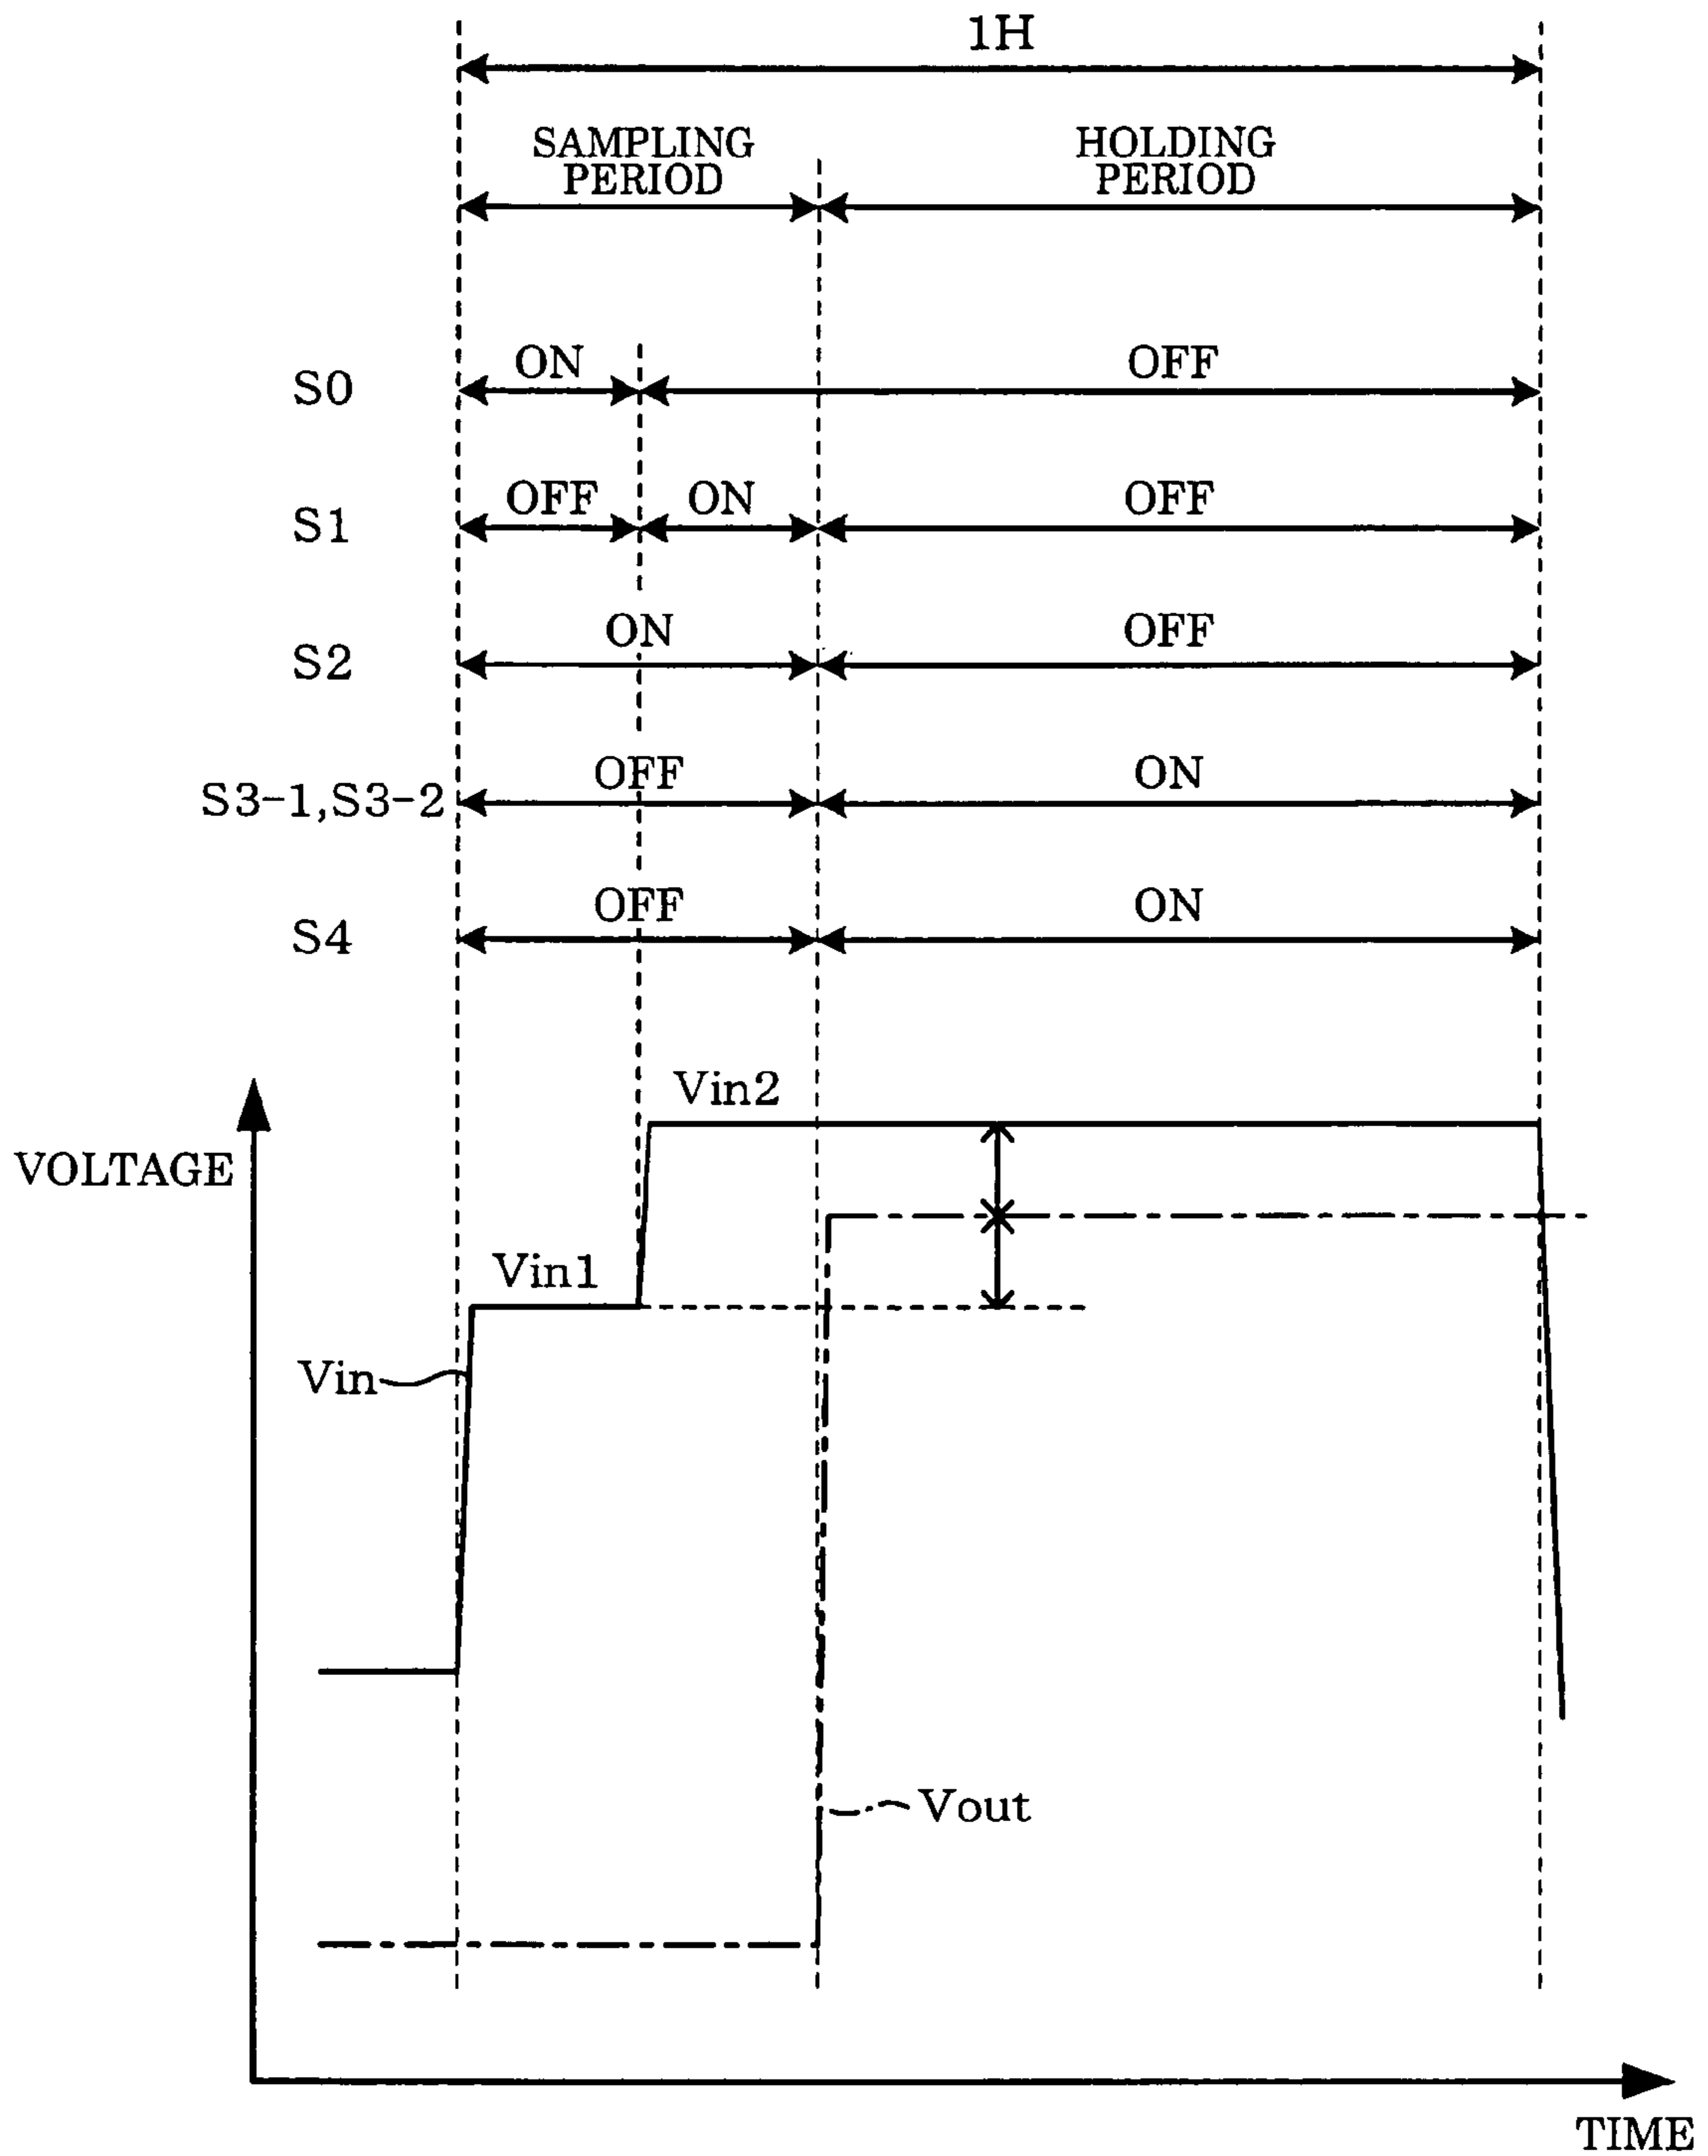 1H
SAMPLING PERIOD
HOLDING PERIOD
S0 ON OFF
S1 OFF ON OFF
S2 ON OFF
S3-1,S3-2 OFF ON
S4 OFF ON
Vin2
VOLTAGE
Vin1
Vin
Vout
TIME